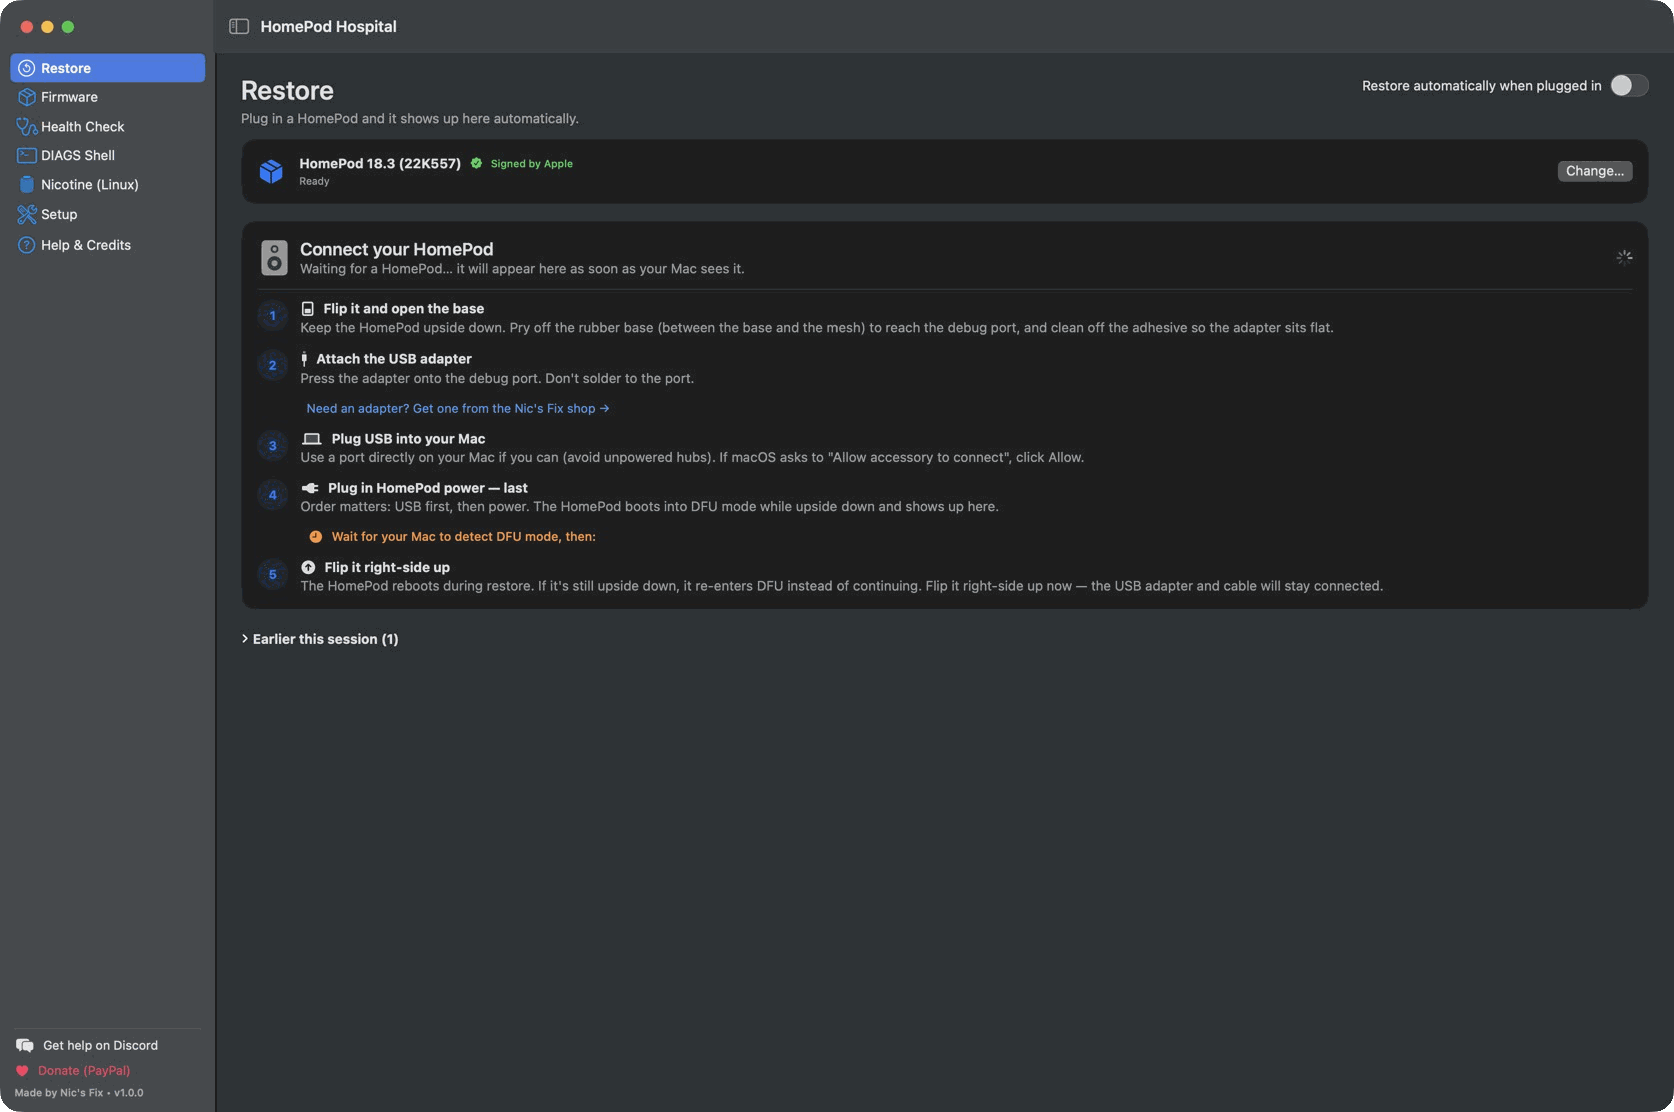 HomePod Hospital
Restore
Firmware
Health Check
DIAGS Shell
Nicotine (Linux)
Setup
Help & Credits
Get help on Discord
Donate (PayPal)
Made by Nic's Fix • v1.0.0
Restore
Restore automatically when plugged in
Plug in a HomePod and it shows up here automatically.
HomePod 18.3 (22K557) Signed by Apple
Ready
Change...
Connect your HomePod
Waiting for a HomePod... it will appear here as soon as your Mac sees it.
1 Flip it and open the base
Keep the HomePod upside down. Pry off the rubber base (between the base and the mesh) to reach the debug port, and clean off the adhesive so the adapter sits flat.
2 Attach the USB adapter
Press the adapter onto the debug port. Don't solder to the port.
Need an adapter? Get one from the Nic's Fix shop →
3 Plug USB into your Mac
Use a port directly on your Mac if you can (avoid unpowered hubs). If macOS asks to "Allow accessory to connect", click Allow.
4 Plug in HomePod power — last
Order matters: USB first, then power. The HomePod boots into DFU mode while upside down and shows up here.
Wait for your Mac to detect DFU mode, then:
5 Flip it right-side up
The HomePod reboots during restore. If it's still upside down, it re-enters DFU instead of continuing. Flip it right-side up now — the USB adapter and cable will stay connected.
Earlier this session (1)